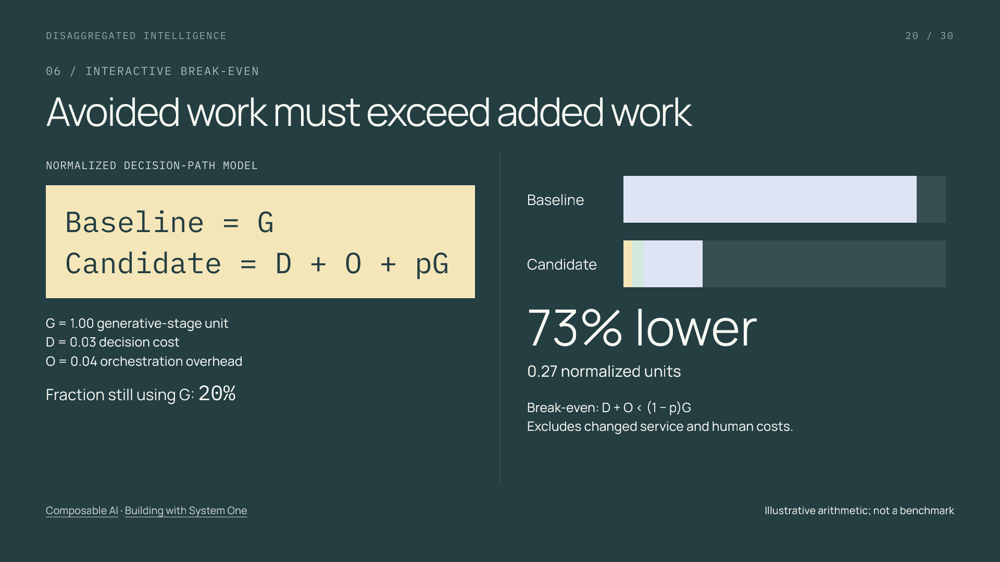 DISAGGREGATED INTELLIGENCE
20 / 30
06 / INTERACTIVE BREAK-EVEN
Avoided work must exceed added work
NORMALIZED DECISION-PATH MODEL
Baseline = G
Candidate = D + O + pG
G = 1.00 generative-stage unit
D = 0.03 decision cost
O = 0.04 orchestration overhead
Fraction still using G: 20%
Baseline
Candidate
73% lower
0.27 normalized units
Break-even: D + O < (1 − p)G
Excludes changed service and human costs.
Composable AI · Building with System One
Illustrative arithmetic; not a benchmark